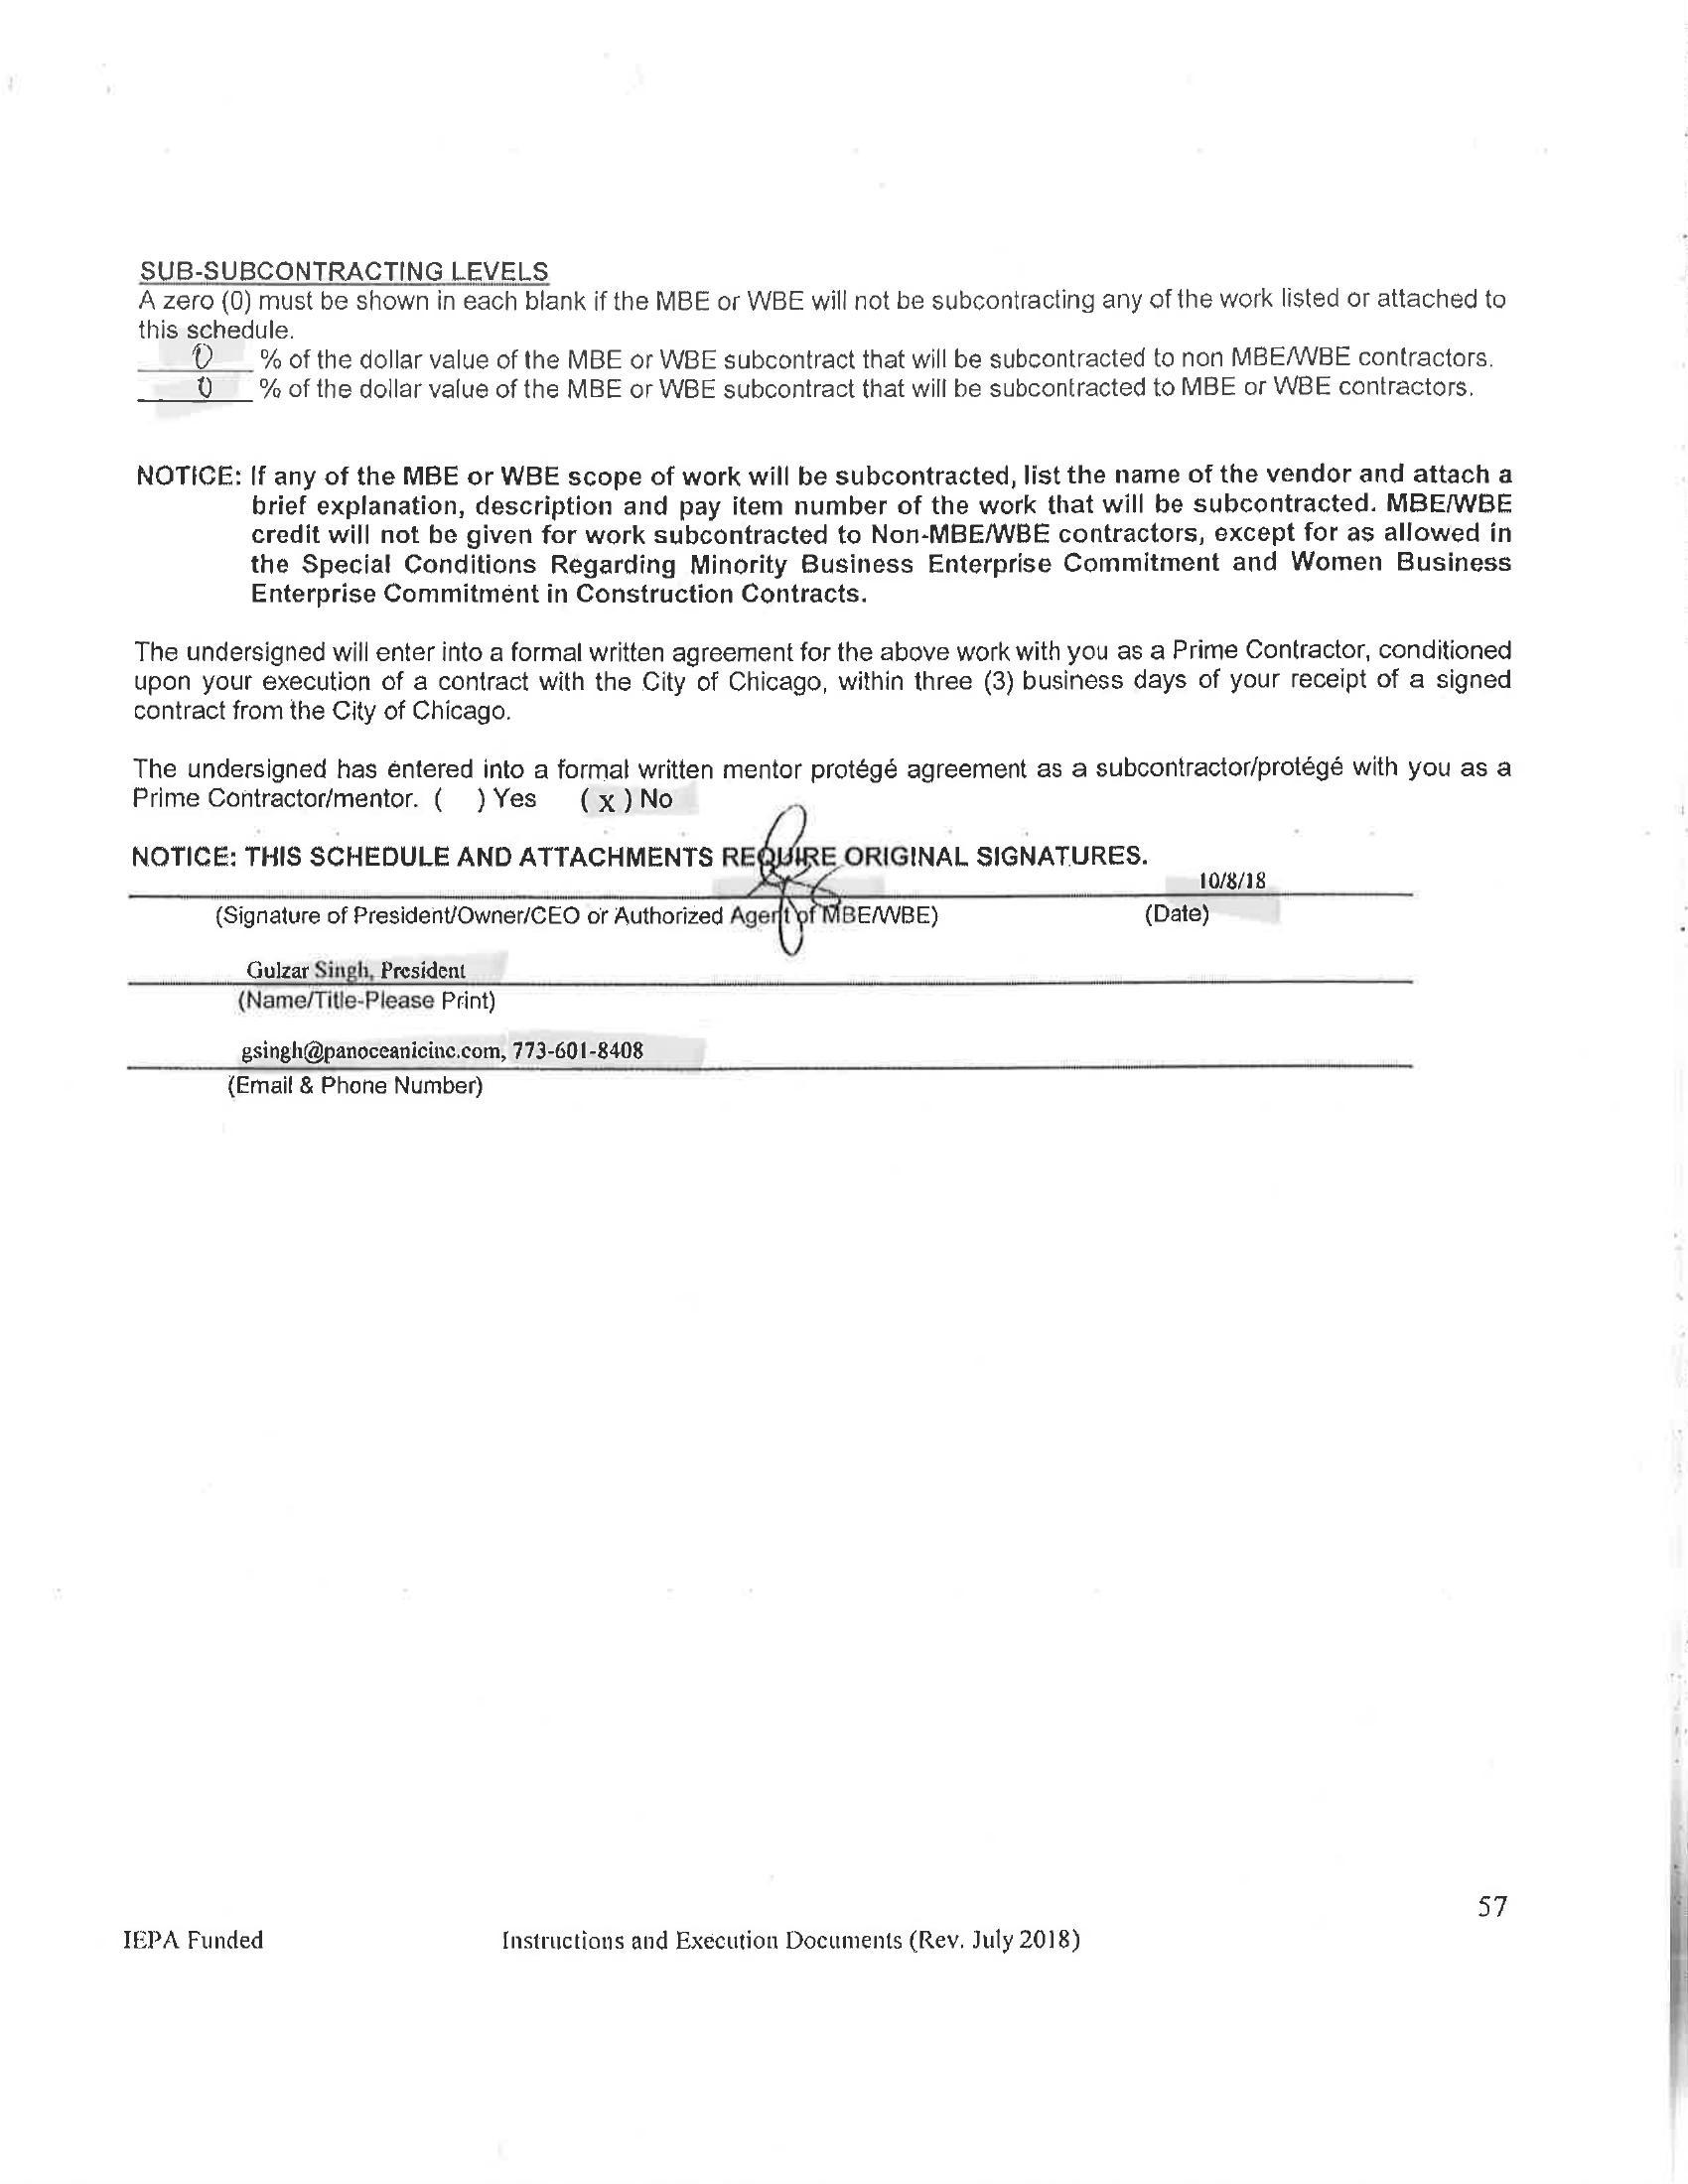 SUB-SUBCONTRACTING LEVELS
A zero (0) must be shown in each blank if the MBE or WBE will not be subcontracting any of the work listed or attached to
this schedule.
0 % of the dollar value of the MBE or WBE subcontract that will be subcontracted to non MBE/WBE contractors.
0 % of the dollar value of the MBE or WBE subcontract that will be subcontracted to MBE or WBE contractors.
NOTICE: If any of the MBE or WBE scope of work will be subcontracted, list the name of the vendor and attach a
brief explanation, description and pay item number of the work that will be subcontracted. MBE/WBE
credit will not be given for work subcontracted to Non-MBE/WBE contractors, except for as allowed in
the Special Conditions Regarding Minority Business Enterprise Commitment and Women Business
Enterprise Commitment in Construction Contracts.
The undersigned will enter into a formal written agreement for the above work with you as a Prime Contractor, conditioned
upon your execution of a contract with the City of Chicago, within three (3) business days of your receipt of a signed
contract from the City of Chicago.
The undersigned has entered into a formal written mentor protégé agreement as a subcontractor/protégé with you as a
Prime Contractor/mentor. ( ) Yes ( x ) No
NOTICE: THIS SCHEDULE AND ATTACHMENTS REQUIRE ORIGINAL SIGNATURES.
10/8/18
(Signature of President/Owner/CEO or Authorized Agent of MBE/WBE) (Date)
Gulzar Singh, President
(Name/Title-Please Print)
gsingh@panoceanicinc.com, 773-601-8408
(Email & Phone Number)
57
IEPA Funded Instructions and Execution Documents (Rev. July 2018)